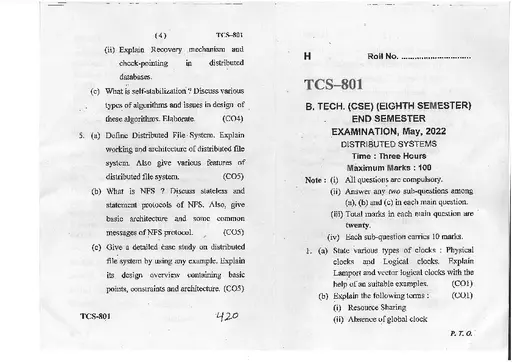 ( 4 ) TCS–801
(ii) Explain Recovery mechanism and
check-pointing in distributed
databases.
(c) What is self-stabilization ? Discuss various
types of algorithms and issues in design of
these algorithms. Elaborate. (CO4)
5. (a) Define Distributed File System. Explain
working and architecture of distributed file
system. Also give various features of
distributed file system. (CO5)
(b) What is NFS ? Discuss stateless and
statement protocols of NFS. Also, give
basic architecture and some common
messages of NFS protocol. (CO5)
(c) Give a detailed case study on distributed
file system by using any example. Explain
its design overview containing basic
points, constraints and architecture. (CO5)
TCS–801 420
H Roll No. ..............................
TCS–801
B. TECH. (CSE) (EIGHTH SEMESTER)
END SEMESTER
EXAMINATION, May, 2022
DISTRIBUTED SYSTEMS
Time : Three Hours
Maximum Marks : 100
Note : (i) All questions are compulsory.
(ii) Answer any two sub-questions among
(a), (b) and (c) in each main question.
(iii) Total marks in each main question are
twenty.
(iv) Each sub-question carries 10 marks.
1. (a) State various types of clocks : Physical
clocks and Logical clocks. Explain
Lamport and vector logical clocks with the
help of an suitable examples. (CO1)
(b) Explain the following terms : (CO1)
(i) Resource Sharing
(ii) Absence of global clock
P. T. O.